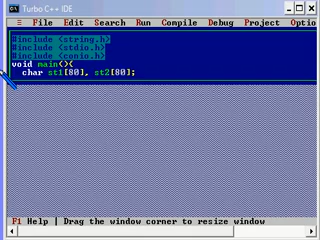 Turbo C++ IDE
≡ File Edit Search Run Compile Debug Project Optio
#include <string.h>
#include <stdio.h>
#include <conio.h>
void main(){
char st1[80], st2[80];
F1 Help | Drag the window corner to resize window